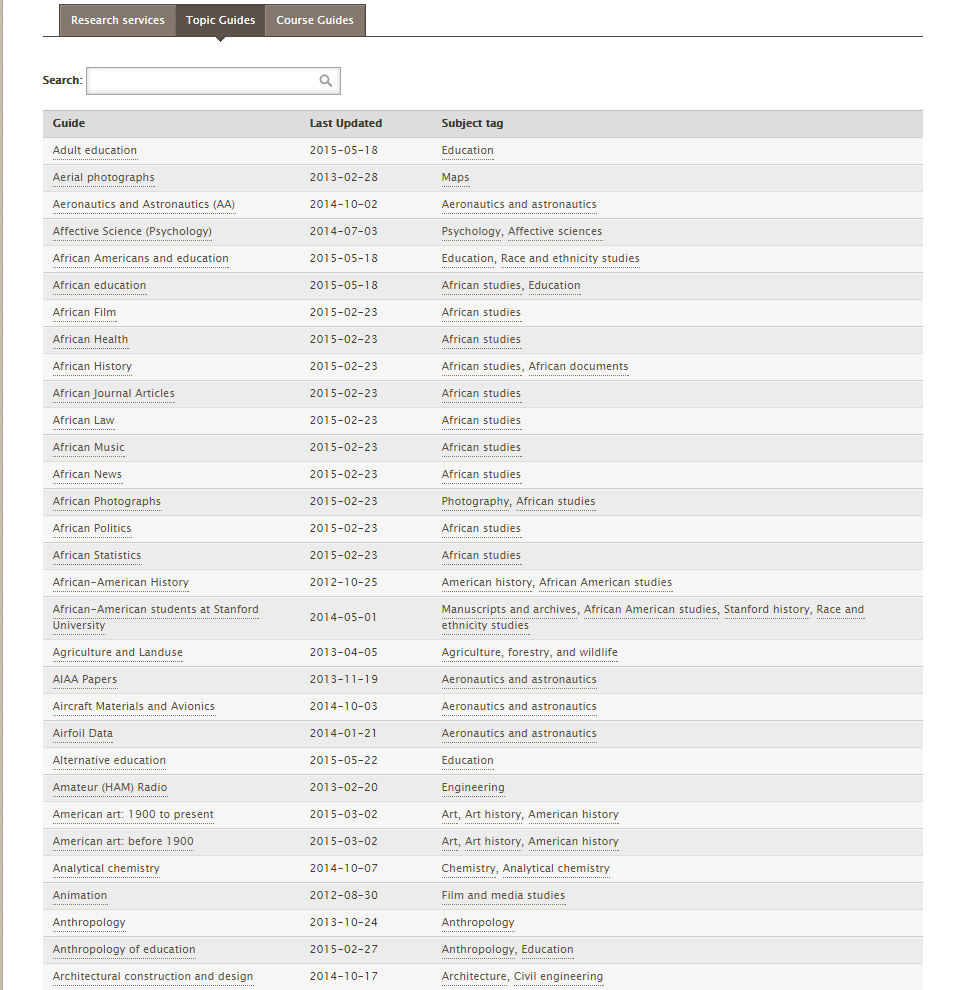 Research services Topic Guides Course Guides
Search:
Guide Last Updated Subject tag
Adult education 2015-05-18 Education
Aerial photographs 2013-02-28 Maps
Aeronautics and Astronautics (AA) 2014-10-02 Aeronautics and astronautics
Affective Science (Psychology) 2014-07-03 Psychology, Affective sciences
African Americans and education 2015-05-18 Education, Race and ethnicity studies
African education 2015-05-18 African studies, Education
African Film 2015-02-23 African studies
African Health 2015-02-23 African studies
African History 2015-02-23 African studies, African documents
African Journal Articles 2015-02-23 African studies
African Law 2015-02-23 African studies
African Music 2015-02-23 African studies
African News 2015-02-23 African studies
African Photographs 2015-02-23 Photography, African studies
African Politics 2015-02-23 African studies
African Statistics 2015-02-23 African studies
African-American History 2012-10-25 American history, African American studies
African-American students at Stanford University 2014-05-01 Manuscripts and archives, African American studies, Stanford history, Race and ethnicity studies
Agriculture and Landuse 2013-04-05 Agriculture, forestry, and wildlife
AIAA Papers 2013-11-19 Aeronautics and astronautics
Aircraft Materials and Avionics 2014-10-03 Aeronautics and astronautics
Airfoil Data 2014-01-21 Aeronautics and astronautics
Alternative education 2015-05-22 Education
Amateur (HAM) Radio 2013-02-20 Engineering
American art: 1900 to present 2015-03-02 Art, Art history, American history
American art: before 1900 2015-03-02 Art, Art history, American history
Analytical chemistry 2014-10-07 Chemistry, Analytical chemistry
Animation 2012-08-30 Film and media studies
Anthropology 2013-10-24 Anthropology
Anthropology of education 2015-02-27 Anthropology, Education
Architectural construction and design 2014-10-17 Architecture, Civil engineering